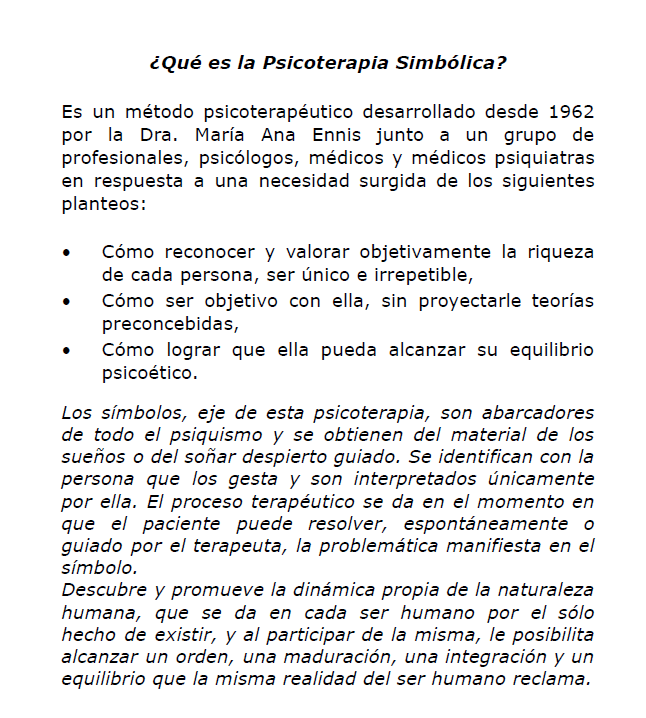 ¿Qué es la Psicoterapia Simbólica?
Es un método psicoterapéutico desarrollado desde 1962
por la Dra. María Ana Ennis junto a un grupo de
profesionales, psicólogos, médicos y médicos psiquiatras
en respuesta a una necesidad surgida de los siguientes
planteos:
• Cómo reconocer y valorar objetivamente la riqueza
de cada persona, ser único e irrepetible,
• Cómo ser objetivo con ella, sin proyectarle teorías
preconcebidas,
• Cómo lograr que ella pueda alcanzar su equilibrio
psicoético.
Los símbolos, eje de esta psicoterapia, son abarcadores
de todo el psiquismo y se obtienen del material de los
sueños o del soñar despierto guiado. Se identifican con la
persona que los gesta y son interpretados únicamente
por ella. El proceso terapéutico se da en el momento en
que el paciente puede resolver, espontáneamente o
guiado por el terapeuta, la problemática manifiesta en el
símbolo.
Descubre y promueve la dinámica propia de la naturaleza
humana, que se da en cada ser humano por el sólo
hecho de existir, y al participar de la misma, le posibilita
alcanzar un orden, una maduración, una integración y un
equilibrio que la misma realidad del ser humano reclama.